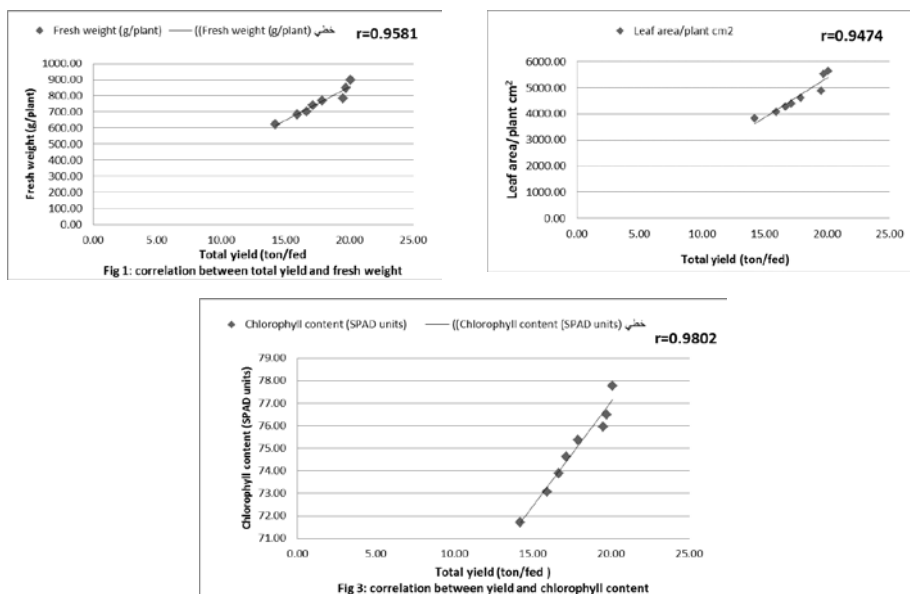 Fresh weight (g/plant) ((Fresh weight (g/plant) خطي
r=0.9581
1000.00
900.00
800.00
700.00
600.00
500.00
400.00
300.00
200.00
100.00
0.00
Fresh weight (g/plant)
0.00 5.00 10.00 15.00 20.00 25.00
Total yield (ton/fed
Fig 1: correlation between total yield and fresh weight
Leaf area/plant cm2
r=0.9474
6000.00
5000.00
4000.00
3000.00
2000.00
1000.00
0.00
Leaf area/plant cm²
0.00 5.00 10.00 15.00 20.00 25.00
Total yield (ton/fed)
Chlorophyll content (SPAD units) ((Chlorophyll content (SPAD units) خطي
r=0.9802
79.00
78.00
77.00
76.00
75.00
74.00
73.00
72.00
71.00
Chlorophyll content (SPAD units)
0.00 5.00 10.00 15.00 20.00 25.00
Total yield (ton/fed )
Fig 3: correlation between yield and chlorophyll content